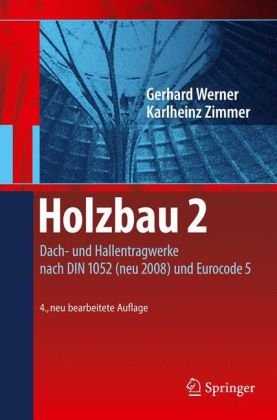 Gerhard Werner
Karlheinz Zimmer
Holzbau 2
Dach- und Hallentragwerke
nach DIN 1052 (neu 2008) und Eurocode 5
4., neu bearbeitete Auflage
Springer